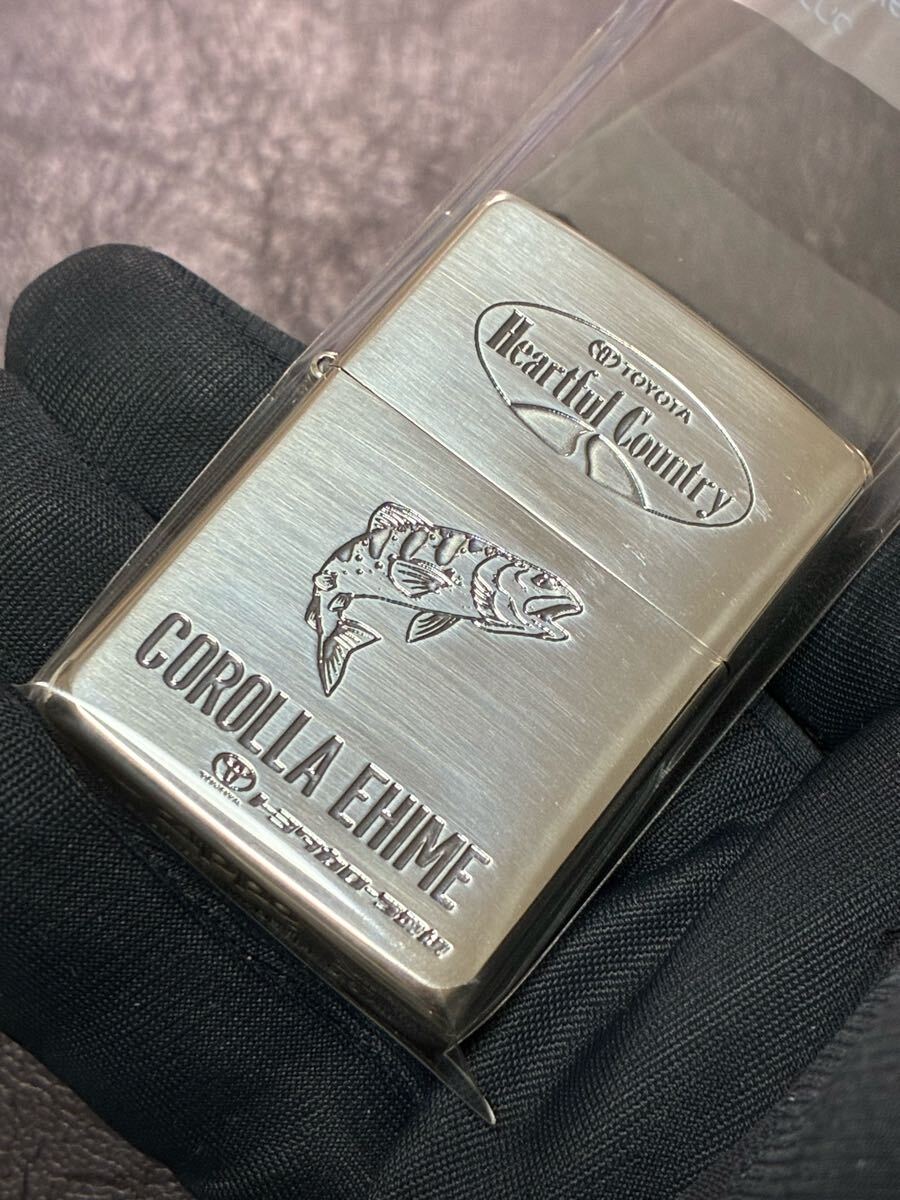 TOYOTA
Heartful Country
COROLLA EHIME
TOYOTA トヨタカローラ愛媛